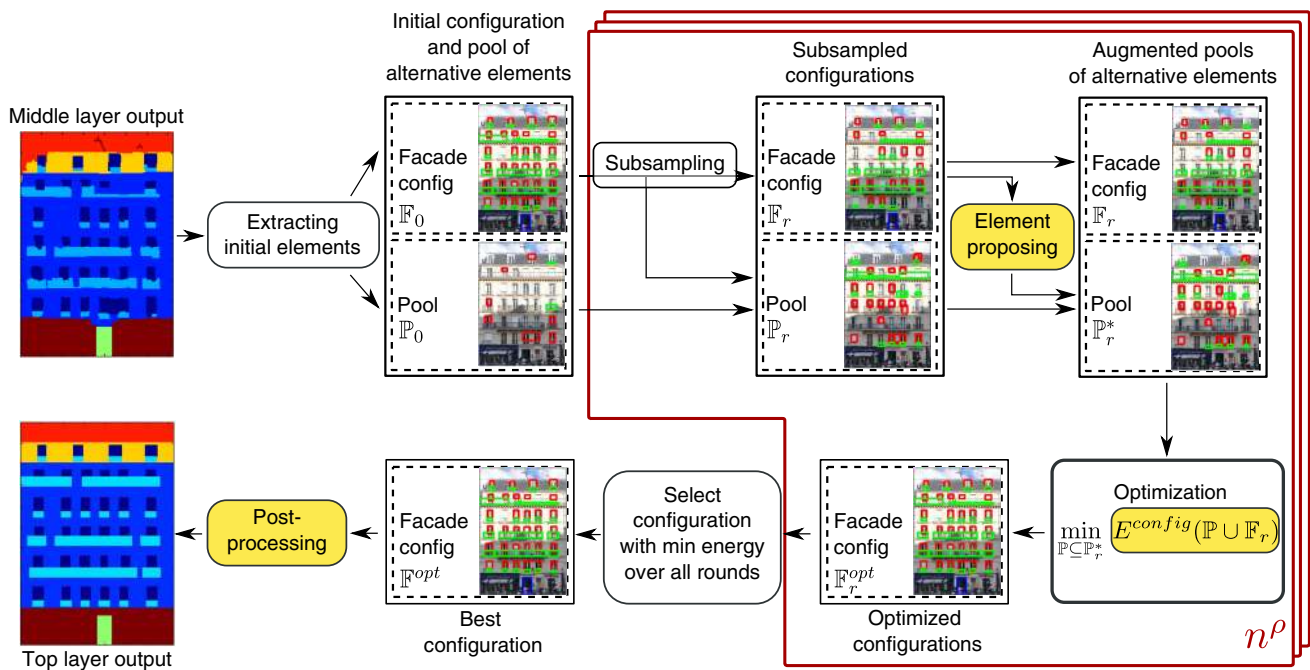 Initial configuration
and pool of
alternative elements
Subsampled
configurations
Augmented pools
of alternative elements
Middle layer output
Extracting
initial elements
Facade
config
𝔽₀
Pool
ℙ₀
Subsampling
Facade
config
𝔽ᵣ
Pool
ℙᵣ
Element
proposing
Facade
config
𝔽ᵣ
Pool
ℙᵣ*
Optimization
min E^{config}(ℙ ∪ 𝔽ᵣ)
ℙ⊆ℙᵣ*
Facade
config
𝔽ᵣ^{opt}
Optimized
configurations
n^ρ
Select
configuration
with min energy
over all rounds
Facade
config
𝔽^{opt}
Best
configuration
Post-
processing
Top layer output